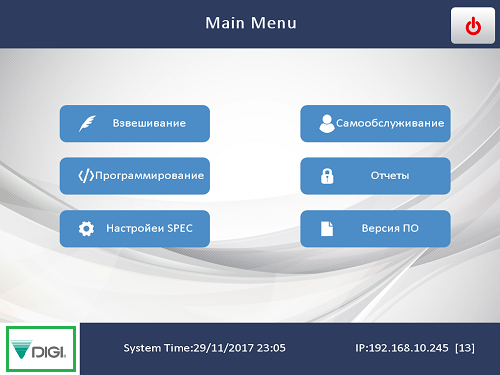 Main Menu
Взвешивание
Самообслуживание
Программирование
Отчеты
Настройеи SPEC
Версия ПО
DIGI
System Time:29/11/2017 23:05
IP:192.168.10.245 [13]